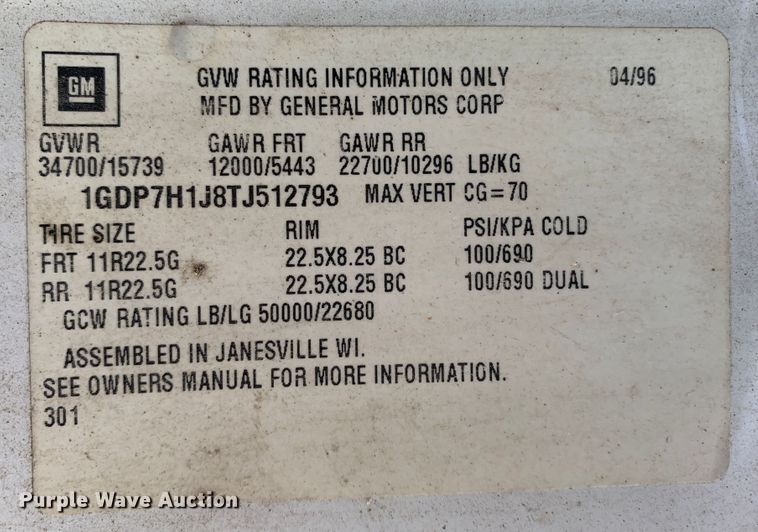 GM
GVW RATING INFORMATION ONLY 04/96
MFD BY GENERAL MOTORS CORP
GVWR GAWR FRT GAWR RR
34700/15739 12000/5443 22700/10296 LB/KG
1GDP7H1J8TJ512793 MAX VERT CG=70
TIRE SIZE RIM PSI/KPA COLD
FRT 11R22.5G 22.5X8.25 BC 100/690
RR 11R22.5G 22.5X8.25 BC 100/690 DUAL
GCW RATING LB/LG 50000/22680
ASSEMBLED IN JANESVILLE WI.
SEE OWNERS MANUAL FOR MORE INFORMATION.
301
Purple Wave Auction